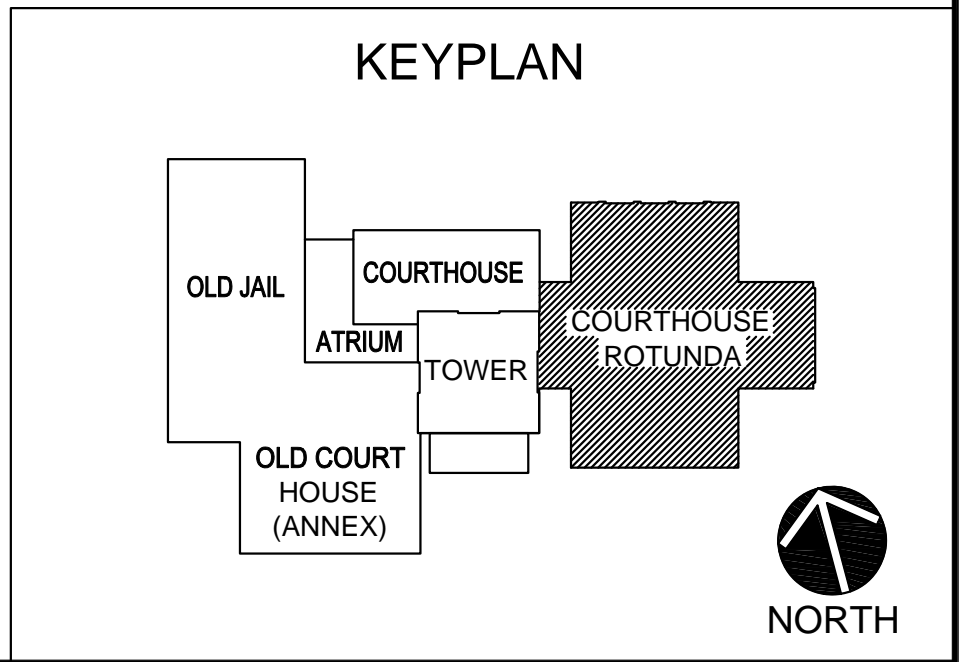 KEYPLAN
OLD JAIL
COURTHOUSE
ATRIUM
TOWER
COURTHOUSE
ROTUNDA
OLD COURT
HOUSE
(ANNEX)
NORTH